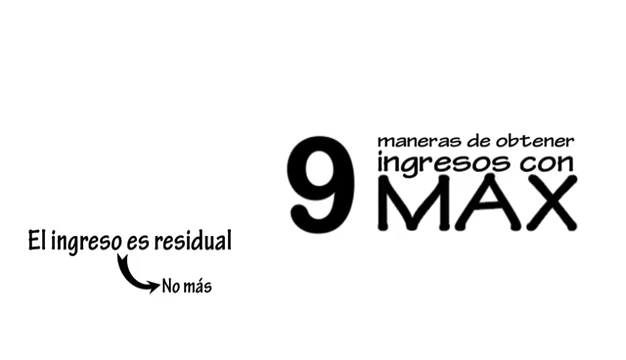 9
maneras de obtener
ingresos con
MAX
El ingreso es residual
No más